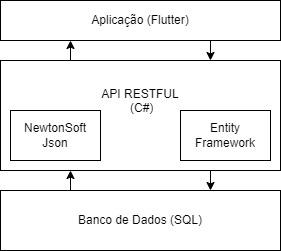 Aplicação (Flutter)
API RESTFUL
(C#)
NewtonSoft
Json
Entity
Framework
Banco de Dados (SQL)